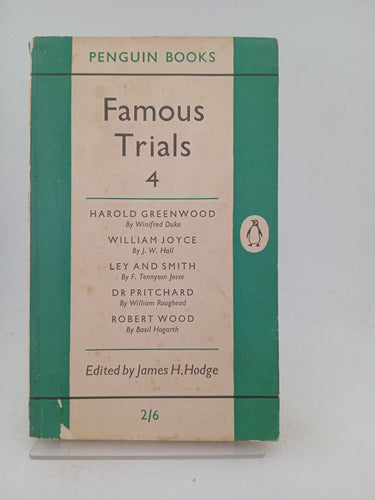 PENGUIN BOOKS
Famous
Trials
4
HAROLD GREENWOOD
By Winifred Duke
WILLIAM JOYCE
By J. W. Hall
LEY AND SMITH
By F. Tennyson Jesse
DR PRITCHARD
By William Roughead
ROBERT WOOD
By Basil Hogarth
Edited by James H. Hodge
2/6